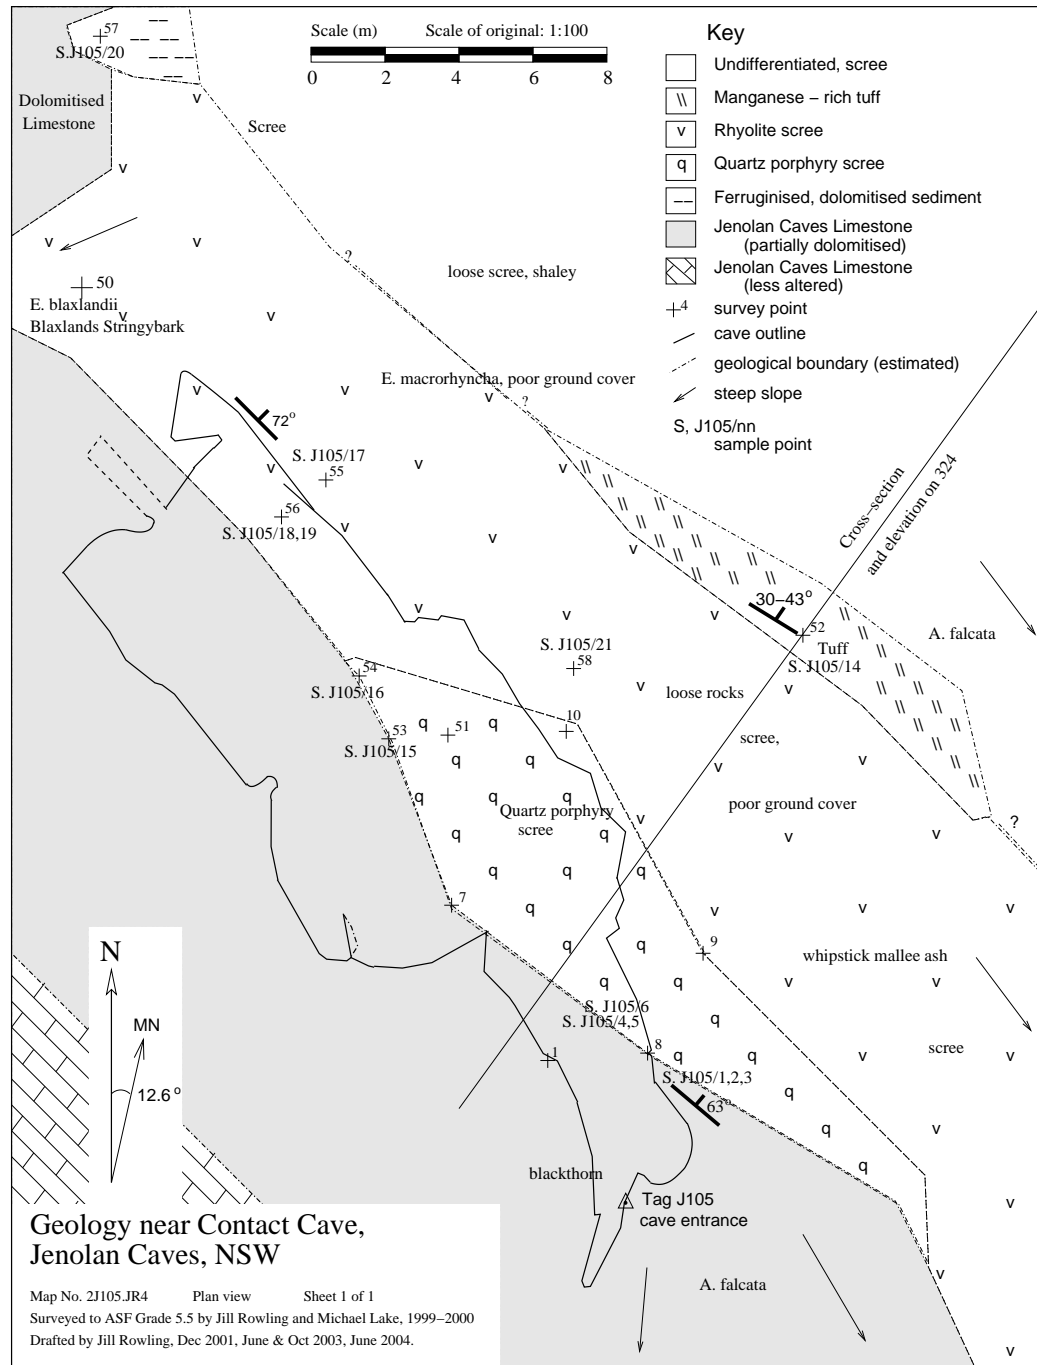 57
S.J105/20
Scale (m)
Scale of original: 1:100
0 2 4 6 8
Key
Undifferentiated, scree
Manganese – rich tuff
v Rhyolite scree
q Quartz porphyry scree
Ferruginised, dolomitised sediment
Jenolan Caves Limestone
(partially dolomitised)
Jenolan Caves Limestone
(less altered)
4 survey point
cave outline
geological boundary (estimated)
steep slope
S, J105/nn
sample point
Dolomitised
Limestone
Scree
?
loose scree, shaley
50
E. blaxlandii
Blaxlands Stringybark
E. macrorhyncha, poor ground cover
?
72°
S. J105/17
55
56
S. J105/18,19
Cross–section
and elevation on 324
30–43°
52
Tuff
S. J105/14
A. falcata
S. J105/21
58
loose rocks
54
S. J105/16
10
53
51
S. J105/15
scree,
poor ground cover
Quartz porphyry
scree
?
7
9
whipstick mallee ash
N
MN
12.6°
S. J105/6
S. J105/4,5
8
1
scree
S. J105/1,2,3
63°
blackthorn
Tag J105
cave entrance
A. falcata
Geology near Contact Cave,
Jenolan Caves, NSW
Map No. 2J105.JR4 Plan view Sheet 1 of 1
Surveyed to ASF Grade 5.5 by Jill Rowling and Michael Lake, 1999–2000
Drafted by Jill Rowling, Dec 2001, June & Oct 2003, June 2004.